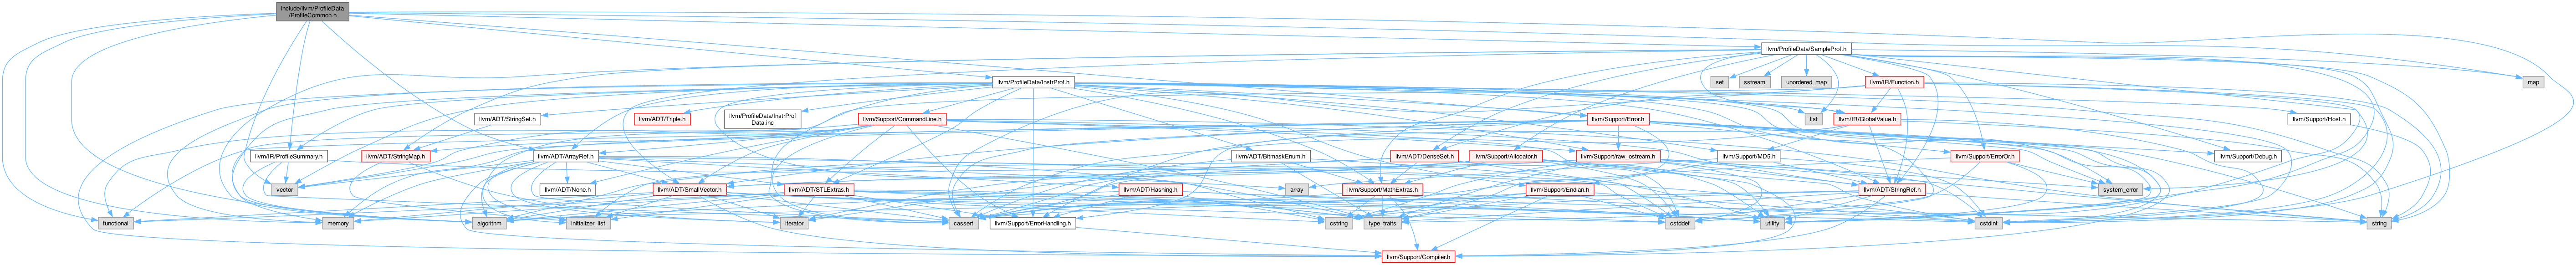 include/llvm/ProfileData
/ProfileCommon.h
llvm/ProfileData/SampleProf.h
llvm/ProfileData/InstrProf.h
set
sstream
unordered_map
llvm/IR/Function.h
map
llvm/ADT/StringSet.h
llvm/ADT/Triple.h
llvm/ProfileData/InstrProf
Data.inc
llvm/Support/CommandLine.h
llvm/Support/Error.h
list
llvm/IR/GlobalValue.h
llvm/Support/Host.h
llvm/IR/ProfileSummary.h
llvm/ADT/StringMap.h
llvm/ADT/ArrayRef.h
llvm/ADT/BitmaskEnum.h
llvm/ADT/DenseSet.h
llvm/Support/Allocator.h
llvm/Support/raw_ostream.h
llvm/Support/MD5.h
llvm/Support/ErrorOr.h
llvm/Support/Debug.h
vector
llvm/ADT/None.h
llvm/ADT/SmallVector.h
llvm/ADT/STLExtras.h
llvm/ADT/Hashing.h
array
llvm/Support/MathExtras.h
llvm/Support/Endian.h
llvm/ADT/StringRef.h
system_error
functional
memory
algorithm
initializer_list
iterator
cassert
llvm/Support/ErrorHandling.h
cstring
type_traits
cstddef
utility
cstdint
string
llvm/Support/Compiler.h